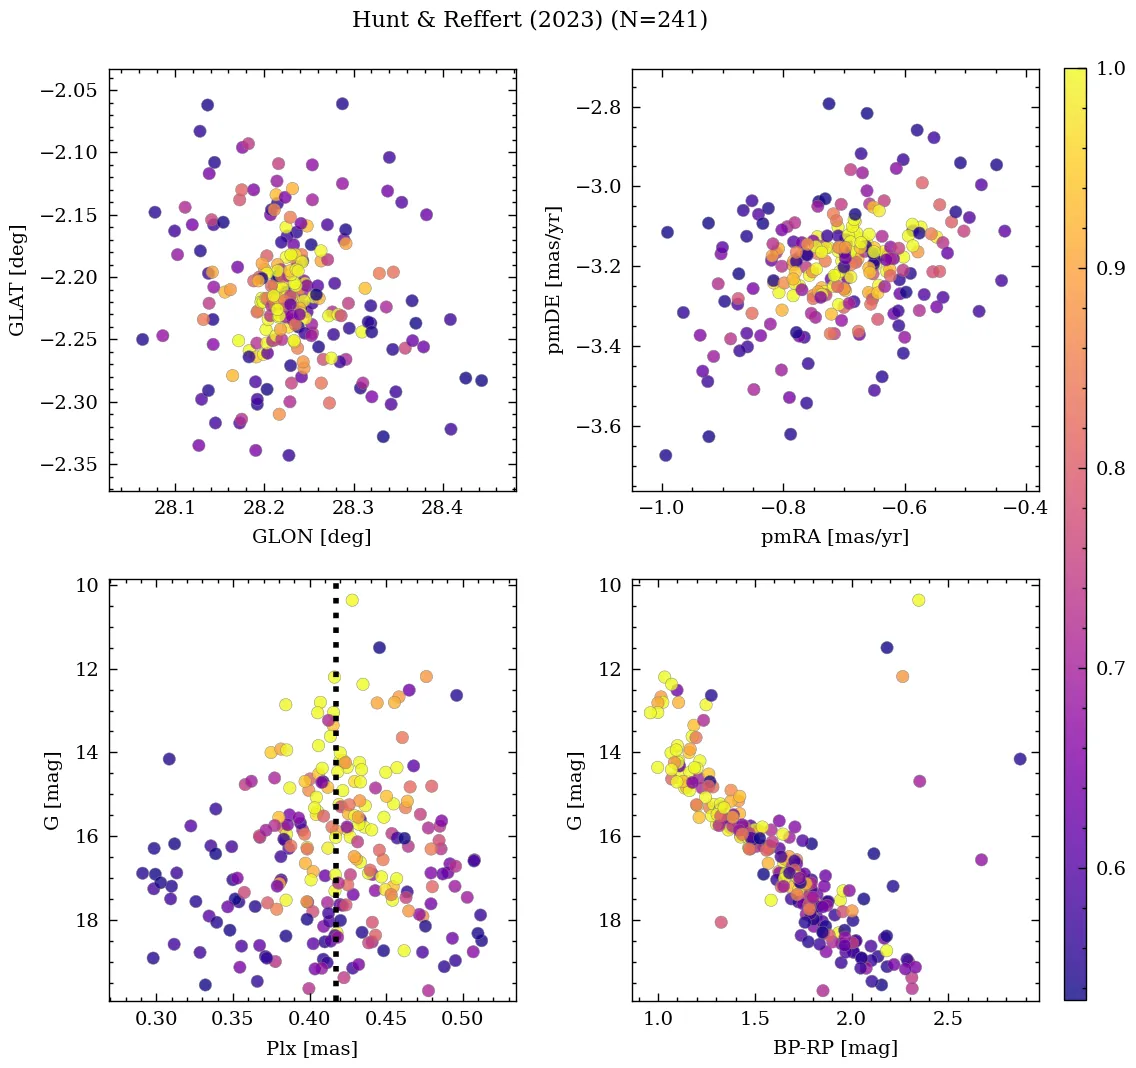 Hunt & Reffert (2023) (N=241)
−2.05
−2.10
−2.15
−2.20
−2.25
−2.30
−2.35
GLAT [deg]
28.1 28.2 28.3 28.4
GLON [deg]
−2.8
−3.0
−3.2
−3.4
−3.6
pmDE [mas/yr]
−1.0 −0.8 −0.6 −0.4
pmRA [mas/yr]
1.0
0.9
0.8
0.7
0.6
10
12
14
16
18
G [mag]
0.30 0.35 0.40 0.45 0.50
Plx [mas]
10
12
14
16
18
G [mag]
1.0 1.5 2.0 2.5
BP-RP [mag]